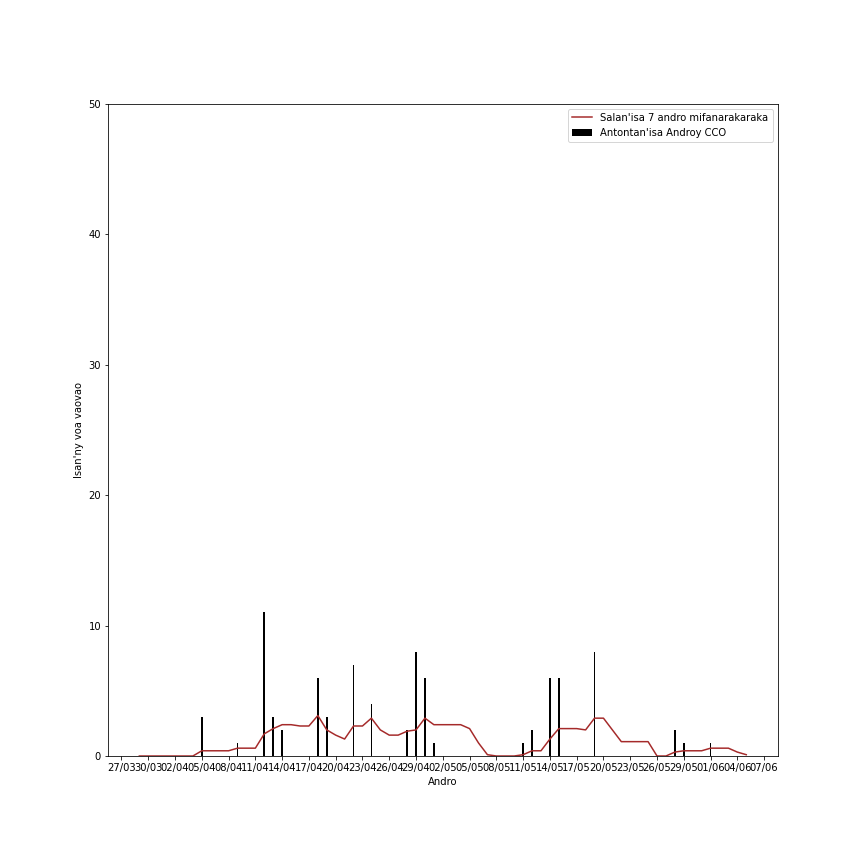 50
Salan'isa 7 andro mifanarakaraka
Antontan'isa Androy CCO
40
30
20
10
0
Isan'ny voa vaovao
27/03 30/03 02/04 05/04 08/04 11/04 14/04 17/04 20/04 23/04 26/04 29/04 02/05 05/05 08/05 11/05 14/05 17/05 20/05 23/05 26/05 29/05 01/06 04/06 07/06
Andro